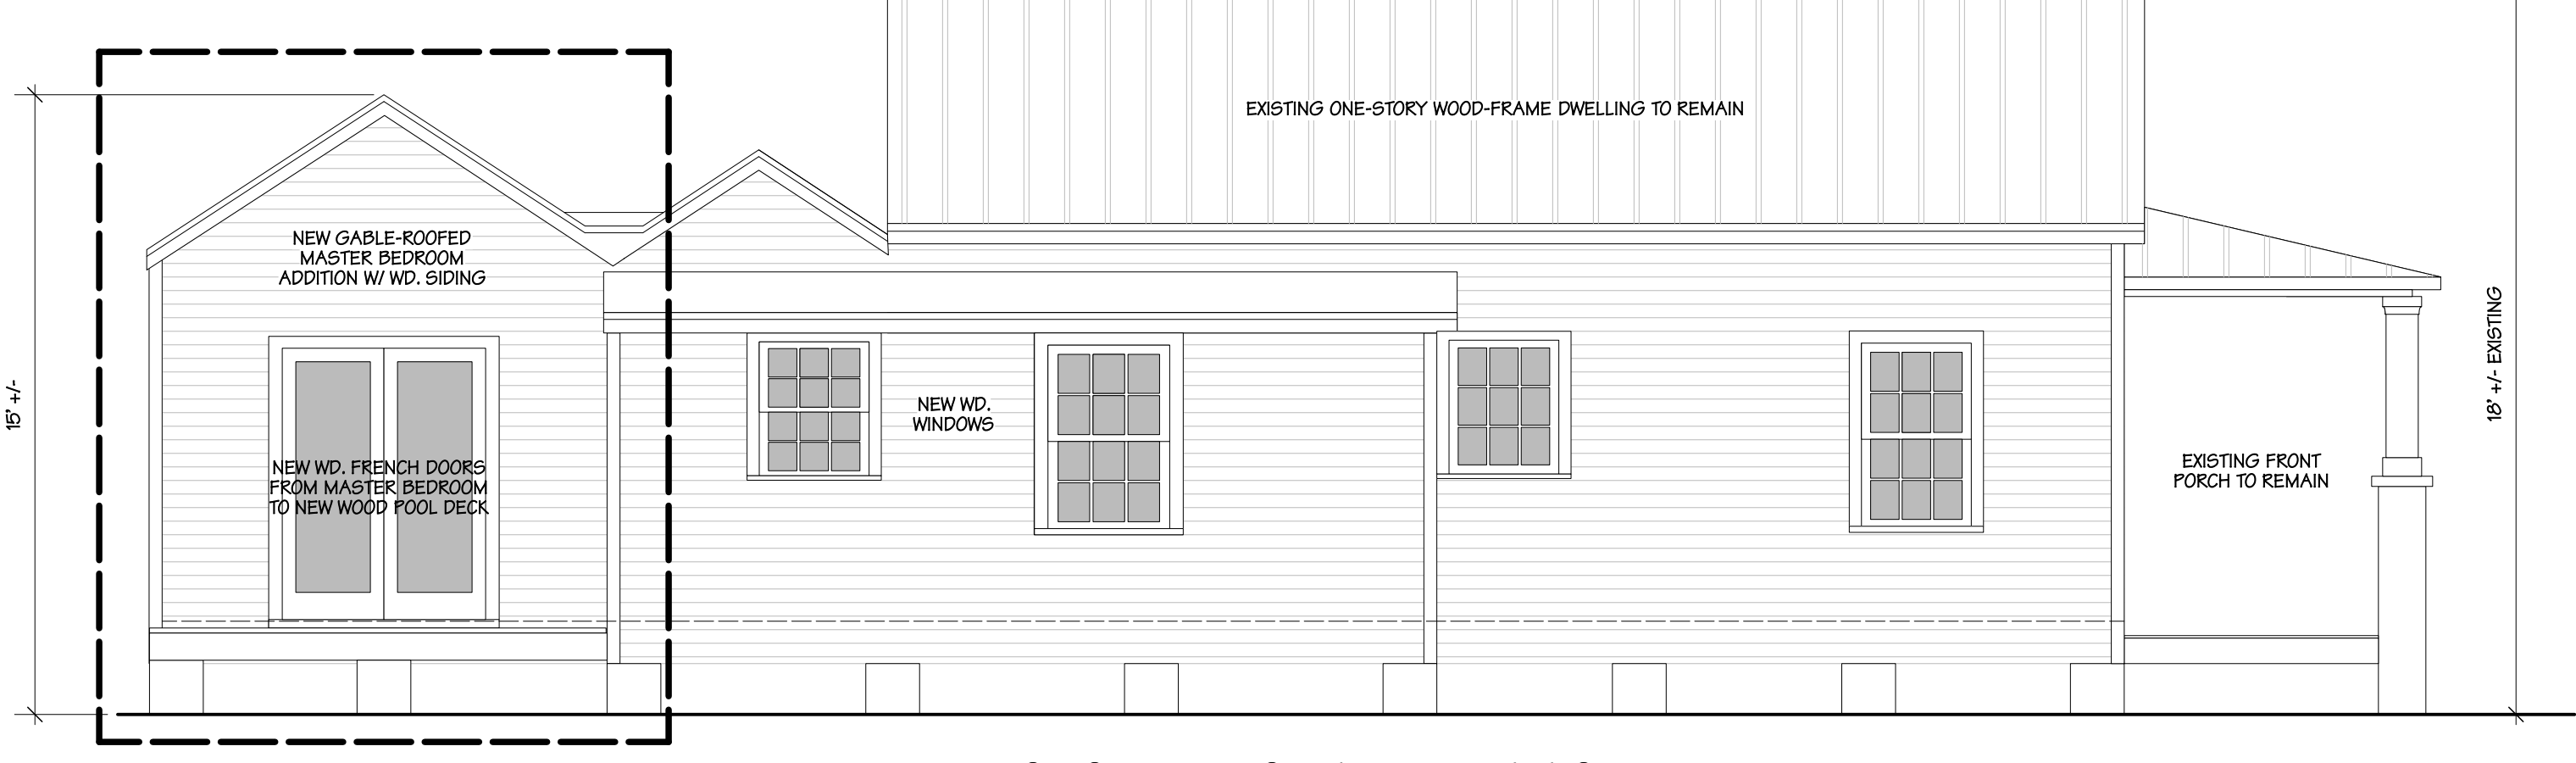 EXISTING ONE-STORY WOOD-FRAME DWELLING TO REMAIN
NEW GABLE-ROOFED
MASTER BEDROOM
ADDITION W/ WD. SIDING
15' +/-
NEW WD.
WINDOWS
NEW WD. FRENCH DOORS
FROM MASTER BEDROOM
TO NEW WOOD POOL DECK
EXISTING FRONT
PORCH TO REMAIN
18' +/- EXISTING